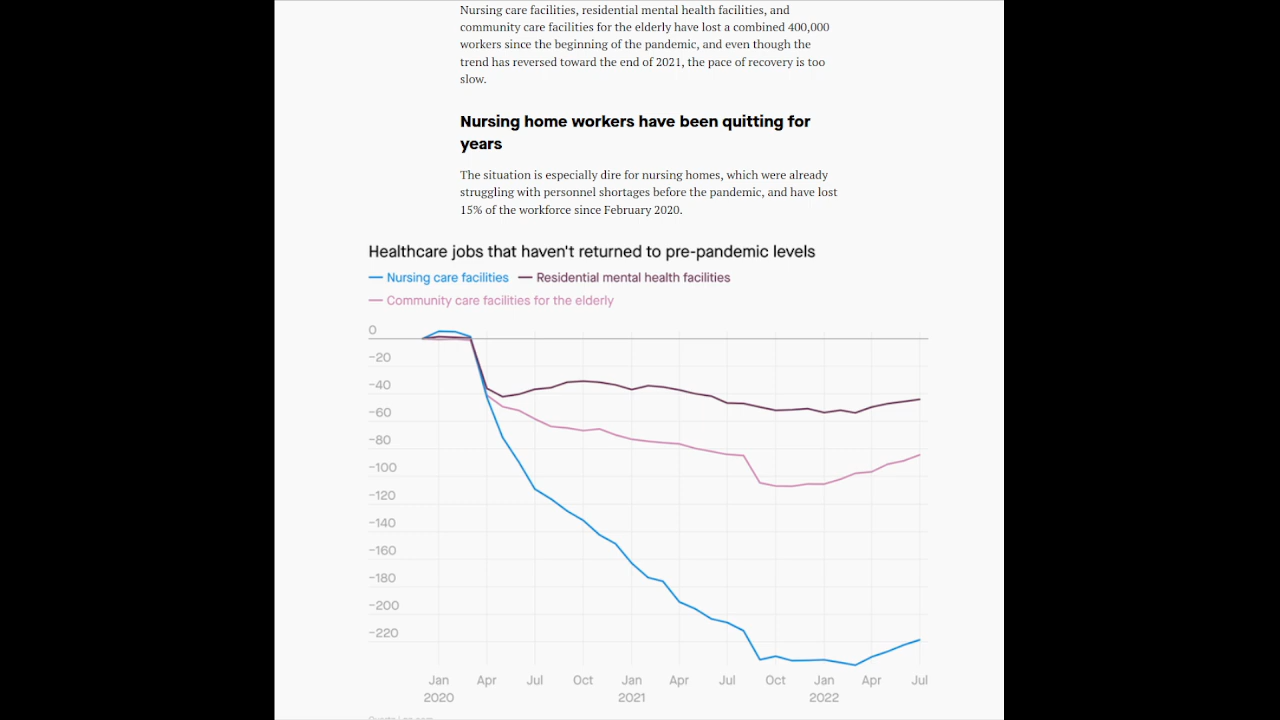 Nursing care facilities, residential mental health facilities, and
community care facilities for the elderly have lost a combined 400,000
workers since the beginning of the pandemic, and even though the
trend has reversed toward the end of 2021, the pace of recovery is too
slow.
Nursing home workers have been quitting for
years
The situation is especially dire for nursing homes, which were already
struggling with personnel shortages before the pandemic, and have lost
15% of the workforce since February 2020.
Healthcare jobs that haven't returned to pre-pandemic levels
Nursing care facilities Residential mental health facilities
Community care facilities for the elderly
0
−20
−40
−60
−80
−100
−120
−140
−160
−180
−200
−220
Jan Apr Jul Oct Jan Apr Jul Oct Jan Apr Jul
2020 2021 2022